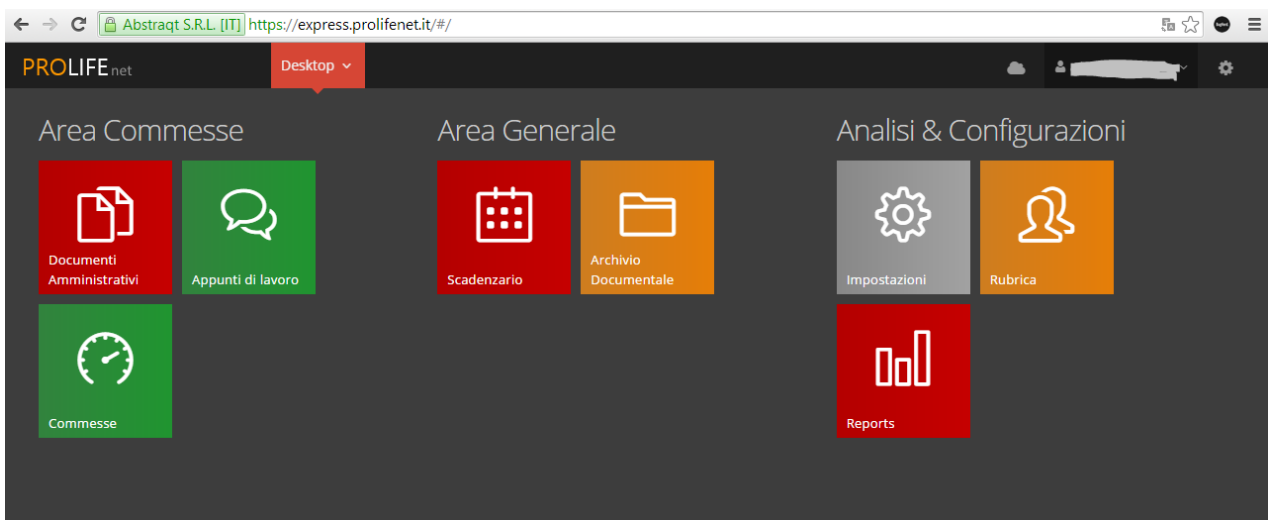 Abstraqt S.R.L. [IT] https://express.prolifenet.it/#/
PROLIFE net
Desktop
Area Commesse
Documenti
Amministrativi
Appunti di lavoro
Commesse
Area Generale
Scadenzario
Archivio
Documentale
Analisi & Configurazioni
Impostazioni
Rubrica
Reports